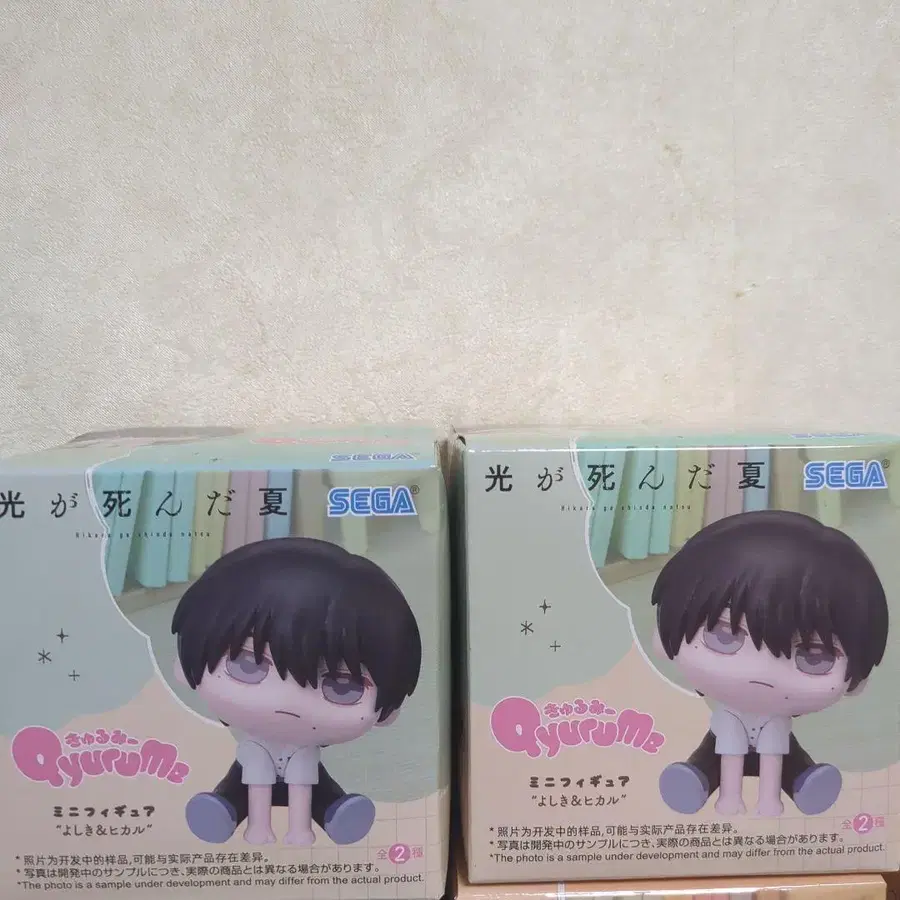 光が死んだ夏
SEGA®
Hikaru ga shinda natsu
きゅるみー
QyuruMe
ミニフィギュア
"よしき&ヒカル"
全2種
*照片为开发中的样品,可能与实际产品存在差异。
*写真は開発中のサンプルにつき、実際の商品とは異なる場合があります。
*The photo is a sample under development and may differ from the actual product.
SEGA
光が死んだ夏
SEGA®
Hikaru ga shinda natsu
きゅるみー
QyuruMe
ミニフィギュア
"よしき&ヒカル"
全2種
*照片为开发中的样品,可能与实际产品存在差异。
*写真は開発中のサンプルにつき、実際の商品とは異なる場合があります。
*The photo is a sample under development and may differ from the actual product.